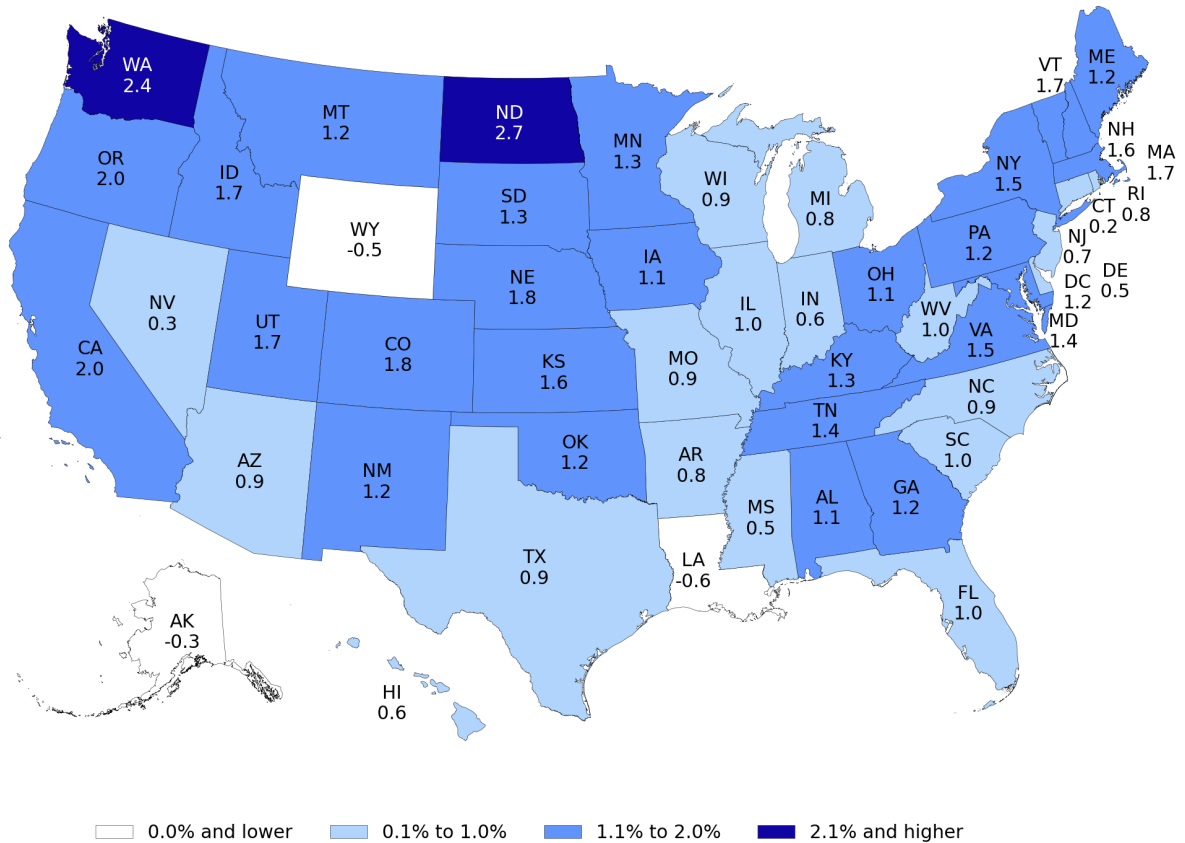 WA
2.4
MT
1.2
ND
2.7
MN
1.3
VT
1.7
ME
1.2
OR
2.0
ID
1.7
SD
1.3
WI
0.9
MI
0.8
NY
1.5
NH
1.6
MA
1.7
WY
-0.5
CT
0.2
RI
0.8
NE
1.8
IA
1.1
PA
1.2
NJ
0.7
NV
0.3
UT
1.7
CO
1.8
IL
1.0
IN
0.6
OH
1.1
WV
1.0
DC
1.2
DE
0.5
MD
1.4
CA
2.0
KS
1.6
MO
0.9
KY
1.3
VA
1.5
AZ
0.9
NM
1.2
OK
1.2
AR
0.8
TN
1.4
NC
0.9
SC
1.0
TX
0.9
LA
-0.6
MS
0.5
AL
1.1
GA
1.2
FL
1.0
AK
-0.3
HI
0.6
0.0% and lower
0.1% to 1.0%
1.1% to 2.0%
2.1% and higher